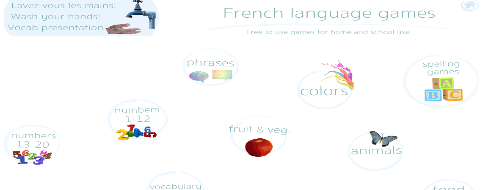 Lavez-vous les mains!
Wash your hands!
Vocab presentation
French language games
Free to use games for home and school use
phrases
colors
spelling
games
A
B C
numbers
1-12
numbers
13-20
fruit & veg
animals
vocabulary
food